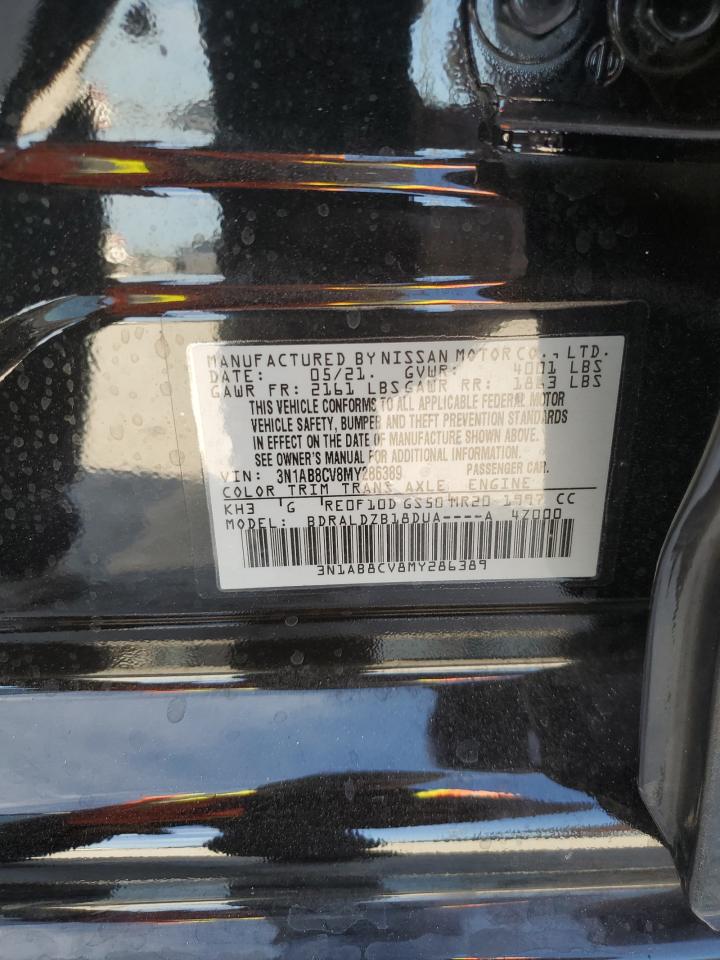 MANUFACTURED BY NISSAN MOTOR CO., LTD.
DATE: 05/21. GVWR: 4001 LBS
GAWR FR: 2161 LBS GAWR RR: 1863 LBS
THIS VEHICLE CONFORMS TO ALL APPLICABLE FEDERAL MOTOR
VEHICLE SAFETY, BUMPER AND THEFT PREVENTION STANDARDS
IN EFFECT ON THE DATE OF MANUFACTURE SHOWN ABOVE.
SEE OWNER'S MANUAL FOR ADDITIONAL INFORMATION.
VIN: 3N1AB8CV8MY286389 PASSENGER CAR.
COLOR TRIM TRANS AXLE ENGINE
KH3 G RE0F10D GS50 MR20 1997 CC
MODEL: BDRALDZB18DUA----A 4Z000
3N1AB8CV8MY286389